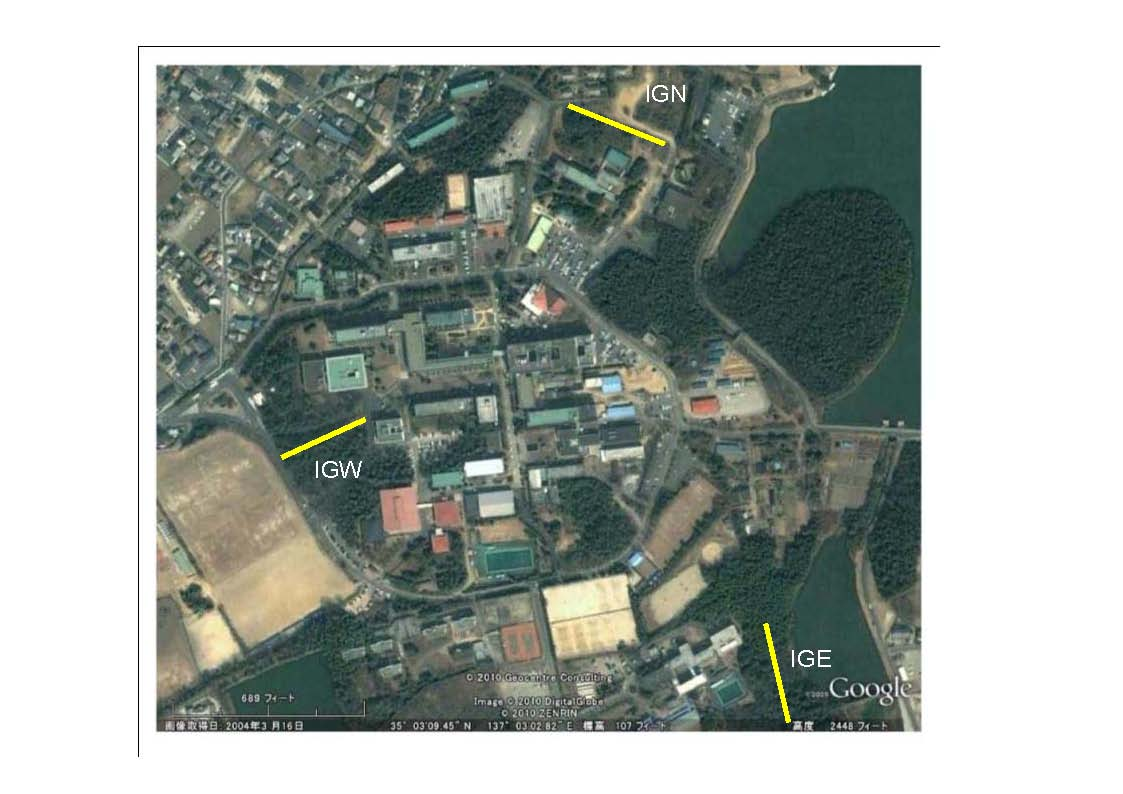 IGN
IGW
IGE
© 2010 Geocentre Consulting
689 フィート
Image © 2010 DigitalGlobe
© 2010 ZENRIN
©2009 Google
画像取得日: 2004年3月16日 35° 03'09.45" N 137° 03'02.82" E 標高 107 フィート 高度 2448 フィート